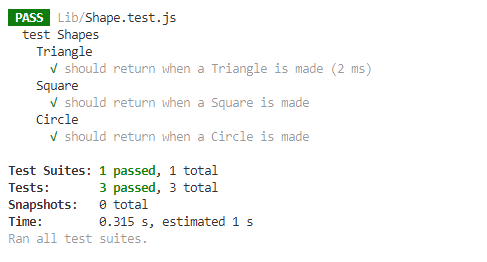 PASS Lib/Shape.test.js
test Shapes
Triangle
√ should return when a Triangle is made (2 ms)
Square
√ should return when a Square is made
Circle
√ should return when a Circle is made
Test Suites: 1 passed, 1 total
Tests: 3 passed, 3 total
Snapshots: 0 total
Time: 0.315 s, estimated 1 s
Ran all test suites.